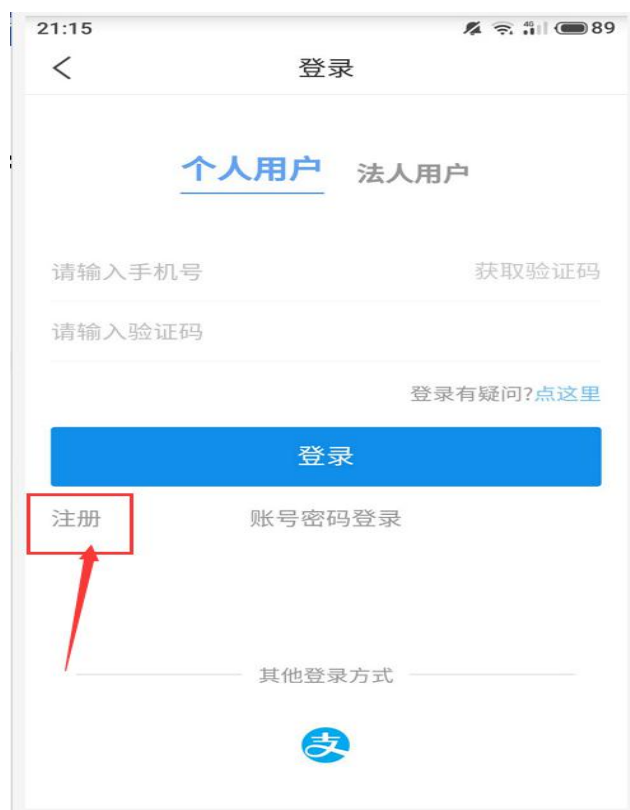 21:15 4G 89
登录
个人用户 法人用户
请输入手机号 获取验证码
请输入验证码
登录有疑问?点这里
登录
注册 账号密码登录
其他登录方式
支